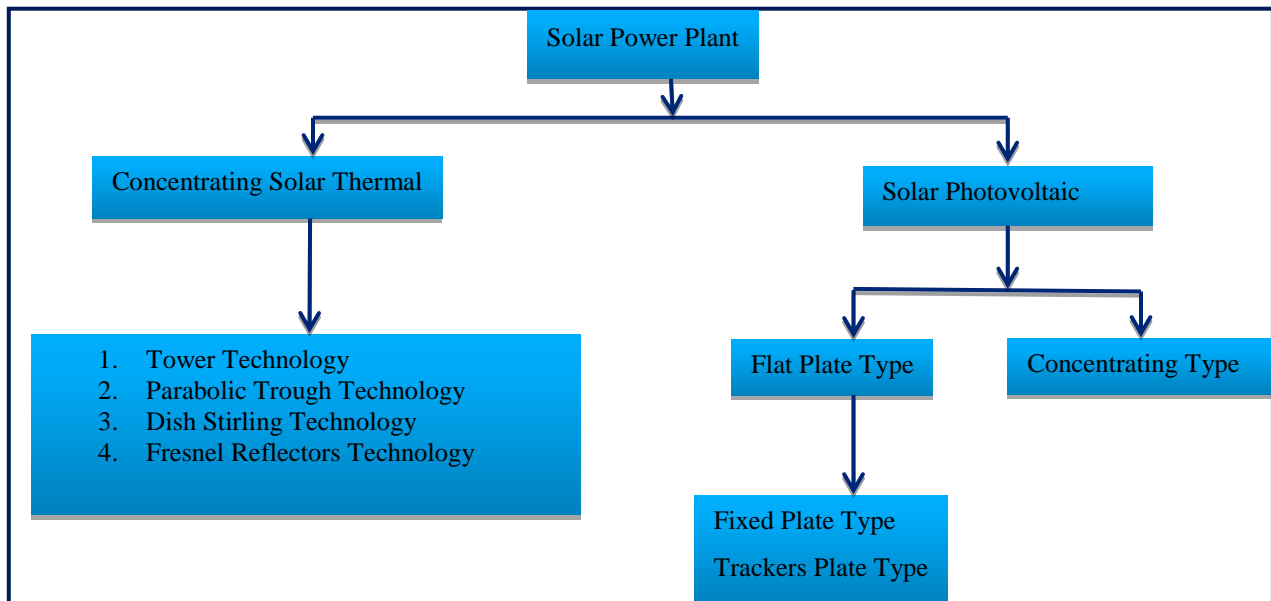 Solar Power Plant
Concentrating Solar Thermal
Solar Photovoltaic
1. Tower Technology
2. Parabolic Trough Technology
3. Dish Stirling Technology
4. Fresnel Reflectors Technology
Flat Plate Type
Concentrating Type
Fixed Plate Type
Trackers Plate Type